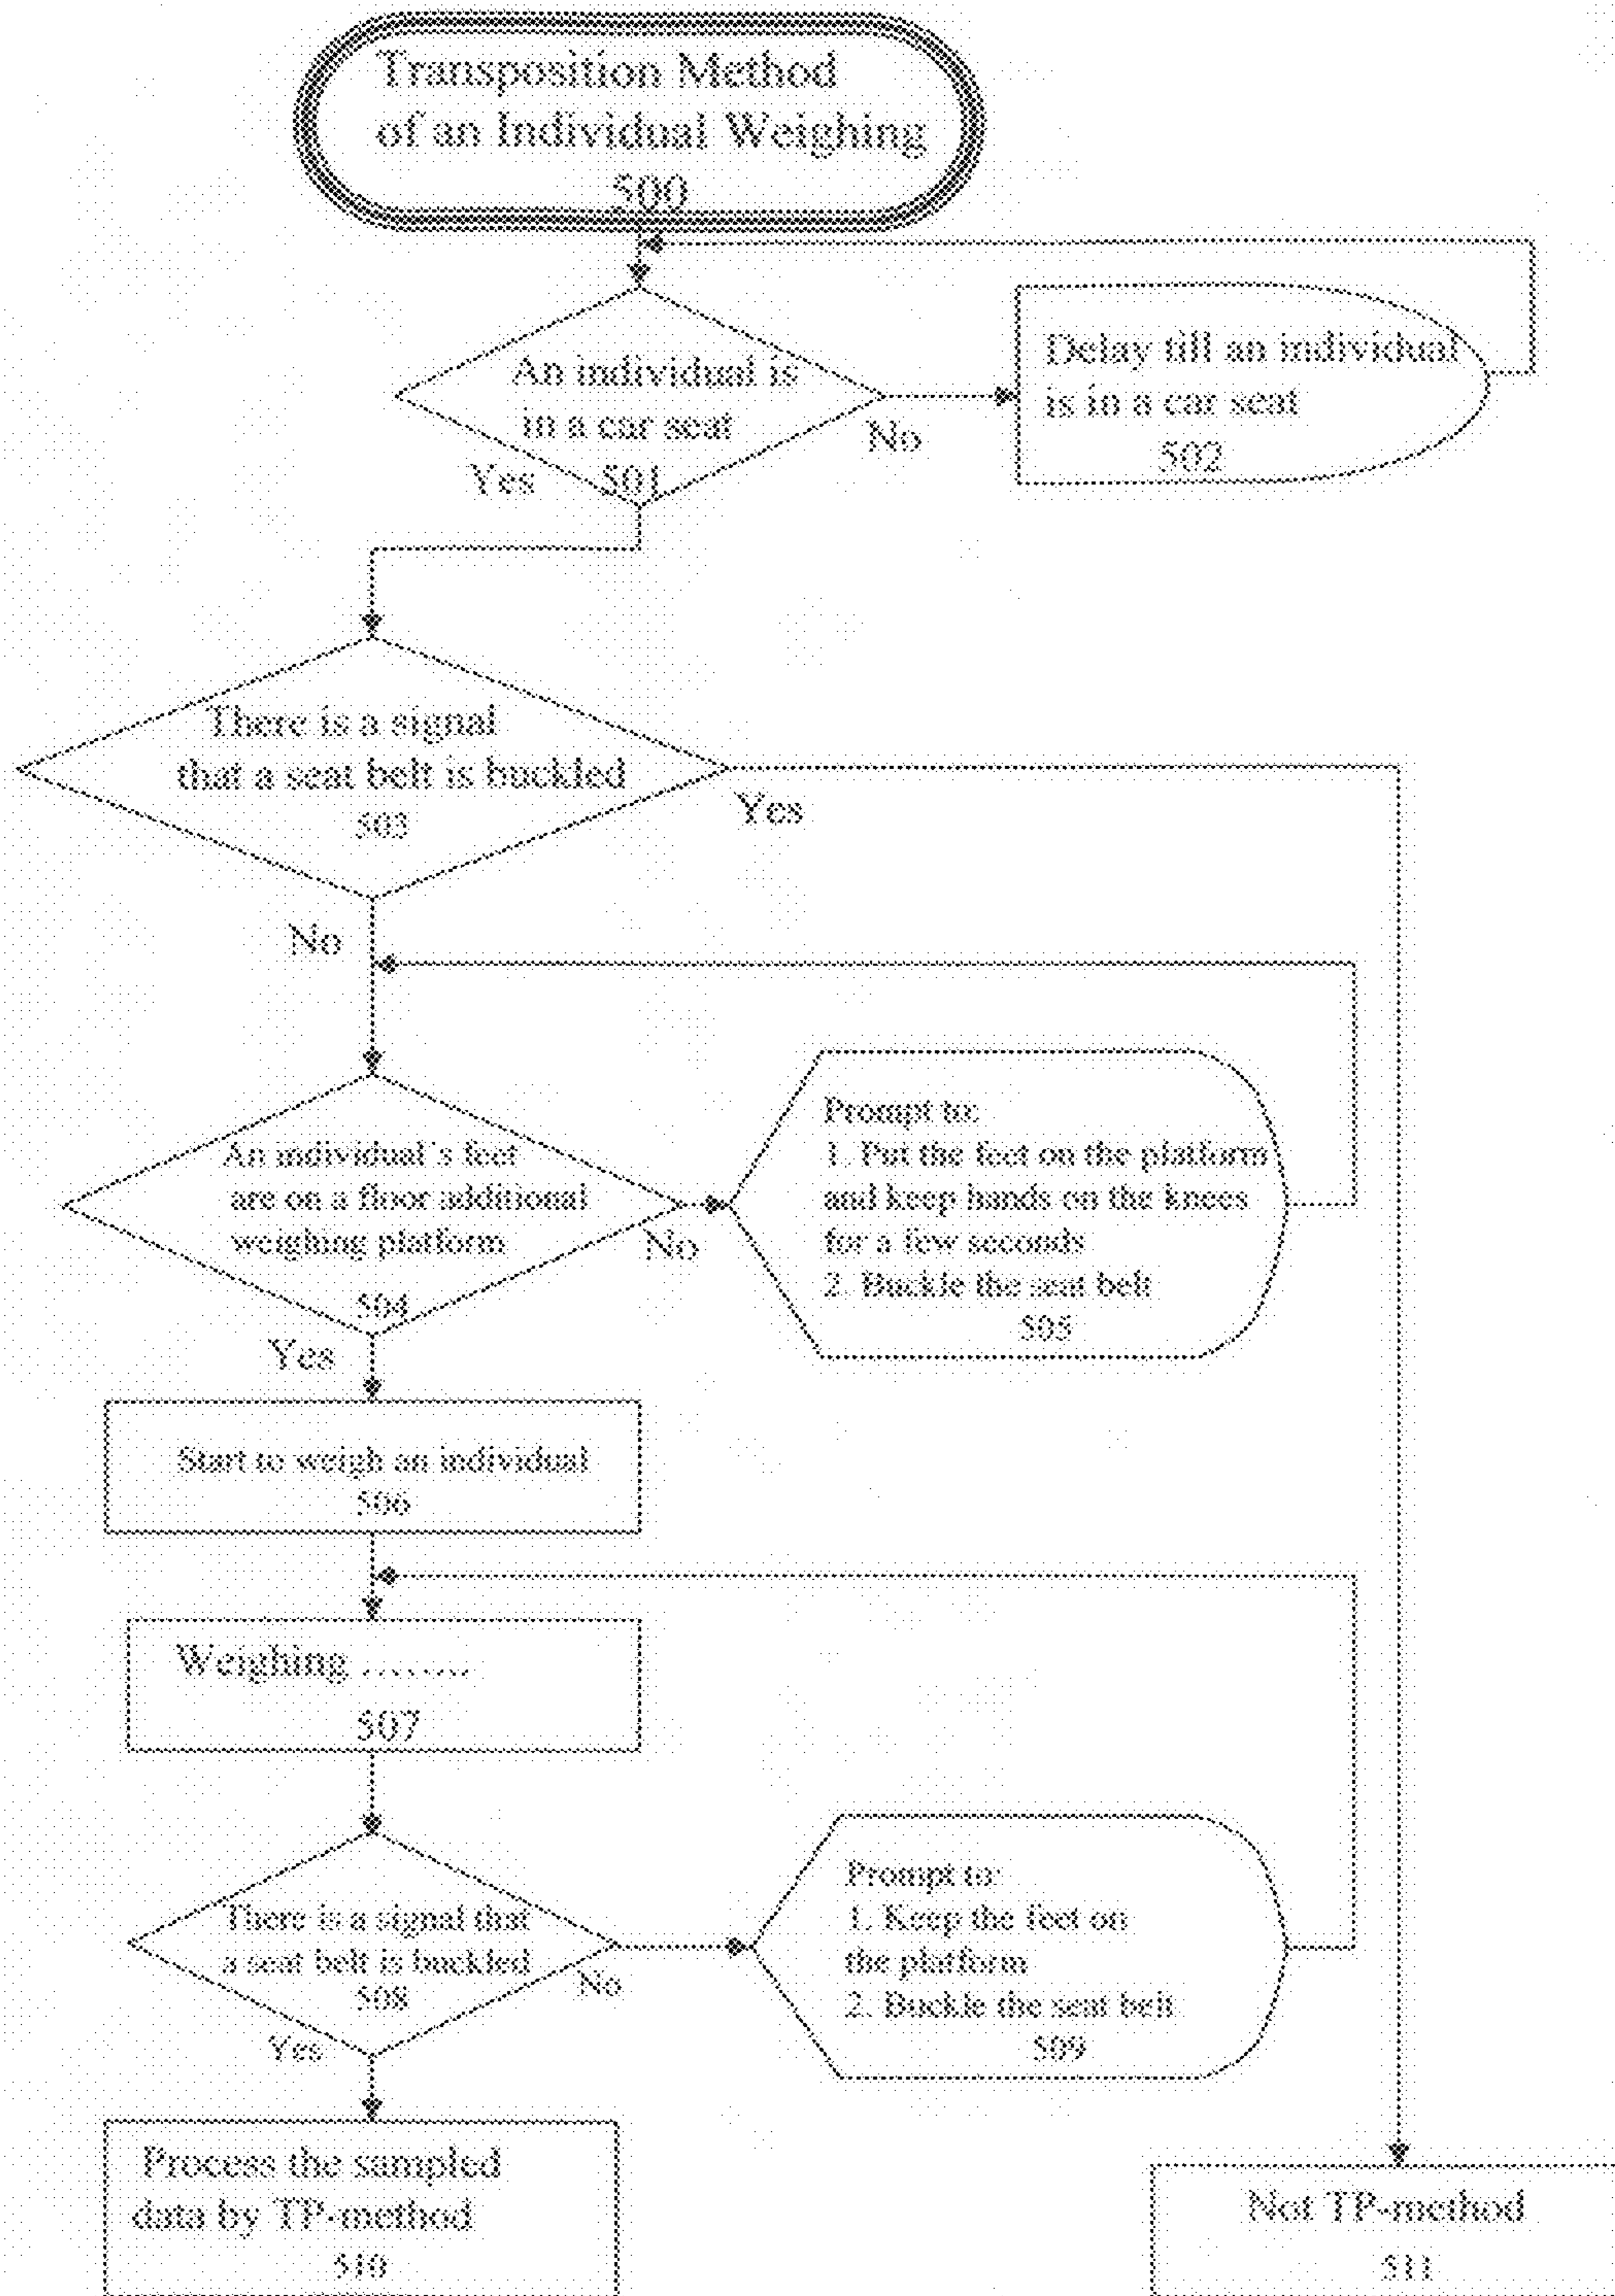 Transposition Method
of an Individual Weighing
500
An individual is
in a car seat
501
Yes
No
Delay till an individual
is in a car seat
502
There is a signal
that a seat belt is buckled
503
Yes
No
An individual's feet
are on a floor additional
weighing platform
504
No
Yes
Prompt to:
1. Put the feet on the platform
and keep hands on the knees
for a few seconds
2. Buckle the seat belt
505
Start to weigh an individual
506
Weighing ........
507
There is a signal that
a seat belt is buckled
508
No
Yes
Prompt to:
1. Keep the feet on
the platform
2. Buckle the seat belt
509
Process the sampled
data by TP-method
510
Not TP-method
511